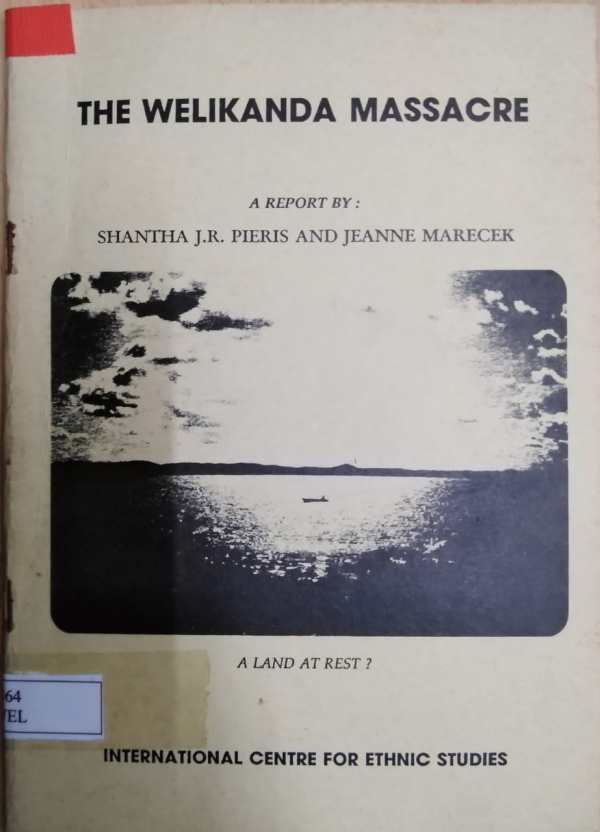 THE WELIKANDA MASSACRE
A REPORT BY :
SHANTHA J.R. PIERIS AND JEANNE MARECEK
A LAND AT REST ?
64
INTERNATIONAL CENTRE FOR ETHNIC STUDIES